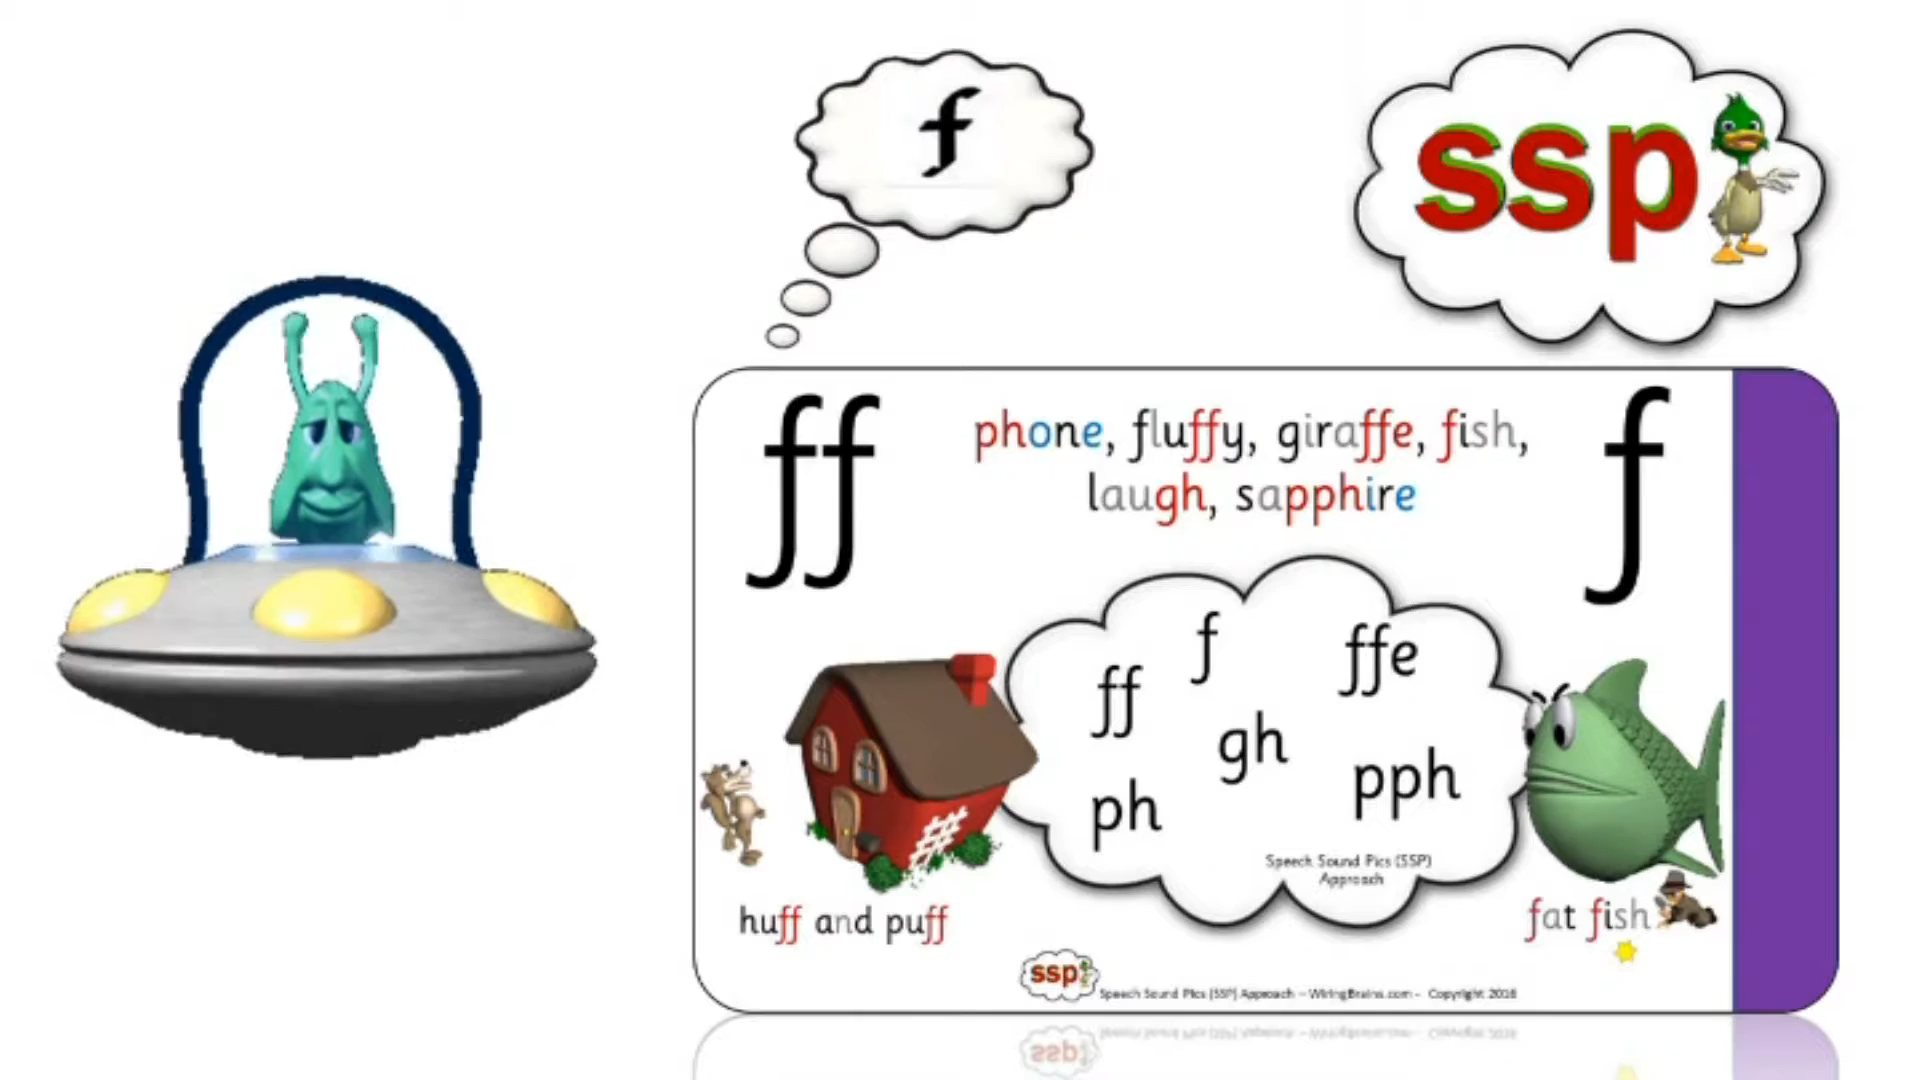 f
ssp
ff
phone, fluffy, giraffe, fish,
laugh, sapphire
f
f
ffe
ff
gh
pph
ph
Speech Sound Pics (SSP)
Approach
huff and puff
fat fish
ssp
Speech Sound Pics (SSP) Approach – WiringBrains.com - Copyright 2016